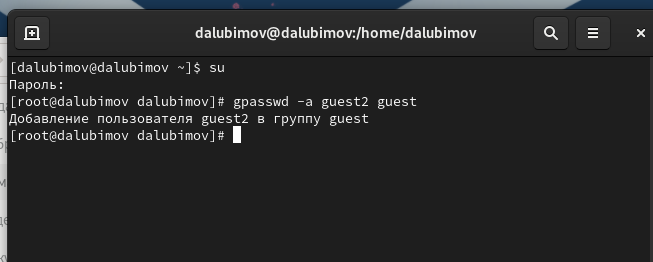 dalubimov@dalubimov:/home/dalubimov
[dalubimov@dalubimov ~]$ su
Пароль:
[root@dalubimov dalubimov]# gpasswd -a guest2 guest
Добавление пользователя guest2 в группу guest
[root@dalubimov dalubimov]#